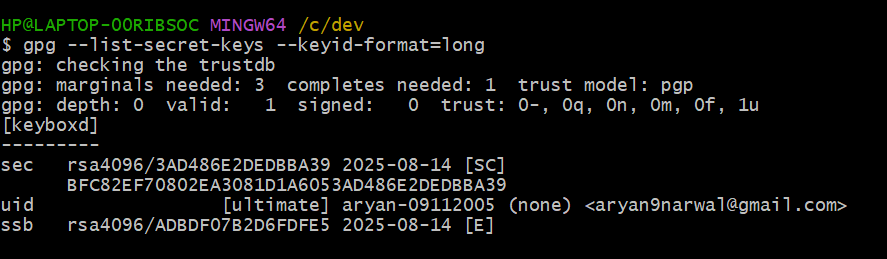 HP@LAPTOP-OORIBSOC MINGW64 /c/dev
$ gpg --list-secret-keys --keyid-format=long
gpg: checking the trustdb
gpg: marginals needed: 3  completes needed: 1  trust model: pgp
gpg: depth: 0  valid:   1  signed:   0  trust: 0-, 0q, 0n, 0m, 0f, 1u
[keyboxd]
---------
sec   rsa4096/3AD486E2DEDBBA39 2025-08-14 [SC]
      BFC82EF70802EA3081D1A6053AD486E2DEDBBA39
uid                 [ultimate] aryan-09112005 (none) <aryan9narwal@gmail.com>
ssb   rsa4096/ADBDF07B2D6FDFE5 2025-08-14 [E]